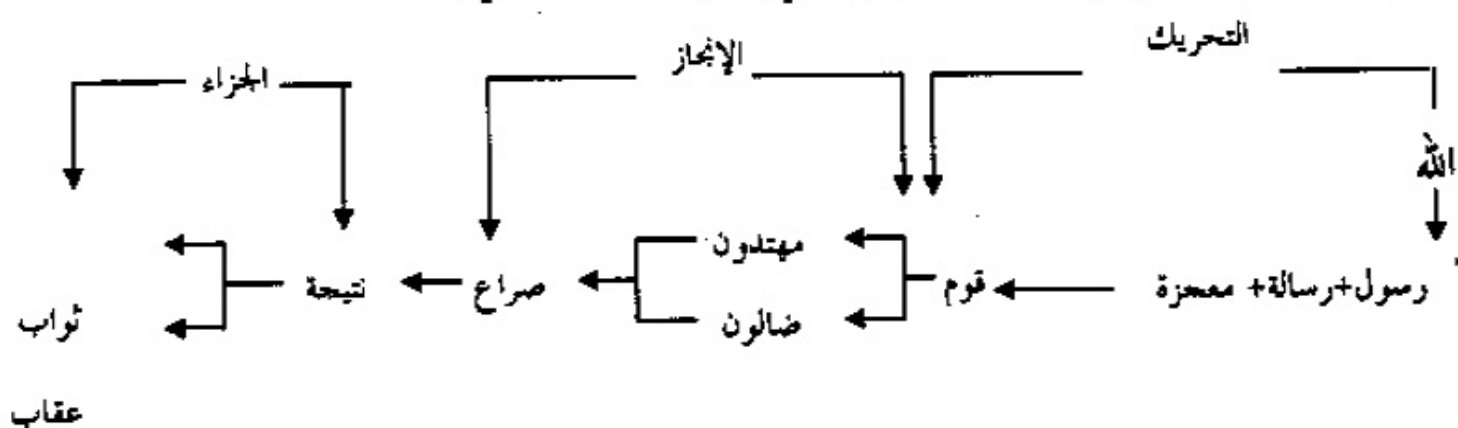 التحريك
الإنجاز
الجزاء
الله
مهتدون
رسول+رسالة+ معجزة
قوم
صراع
نتيجة
ضالون
ثواب
عقاب